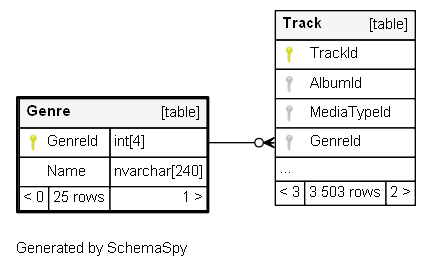 Track [table]
TrackId
AlbumId
MediaTypeId
GenreId
...
< 3 3 503 rows 2 >
Genre [table]
GenreId int[4]
Name nvarchar[240]
< 0 25 rows 1 >
Generated by SchemaSpy